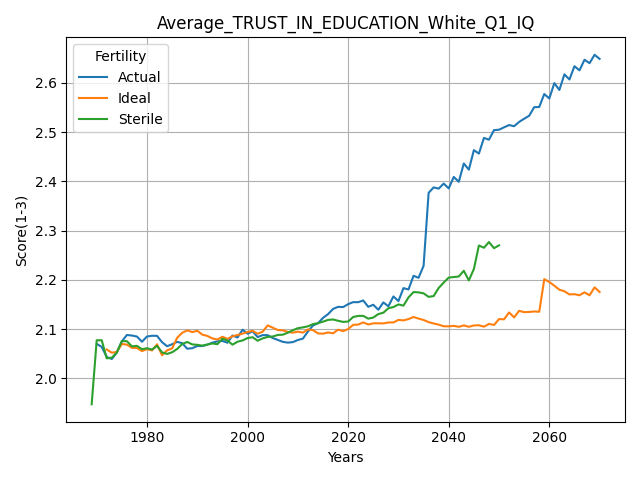 Average_TRUST_IN_EDUCATION_White_Q1_IQ
Fertility
Actual
Ideal
Sterile
Score(1-3)
2.6
2.5
2.4
2.3
2.2
2.1
2.0
1980
2000
2020
2040
2060
Years